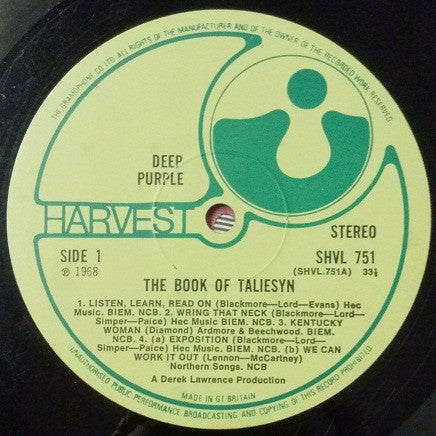 THE GRAMOPHONE CO. LTD. ALL RIGHTS OF THE MANUFACTURER AND OF THE OWNER OF THE RECORDED WORK RESERVED.
DEEP
PURPLE
HARVEST
STEREO
SIDE 1
SHVL 751
℗ 1968
(SHVL.751A) 33⅓
THE BOOK OF TALIESYN
1. LISTEN, LEARN, READ ON (Blackmore—Lord—Evans) Hec
Music. BIEM. NCB. 2. WRING THAT NECK (Blackmore—Lord—
Simper—Paice) Hec Music BIEM. NCB. 3. KENTUCKY
WOMAN (Diamond) Ardmore & Beechwood. BIEM.
NCB. 4. (a) EXPOSITION (Blackmore—Lord—
Simper—Paice) Hec Music. BIEM. NCB. (b) WE CAN
WORK IT OUT (Lennon—McCartney)
Northern Songs. NCB
A Derek Lawrence Production
MADE IN GT. BRITAIN
UNAUTHORISED PUBLIC PERFORMANCE BROADCASTING AND COPYING OF THIS RECORD PROHIBITED